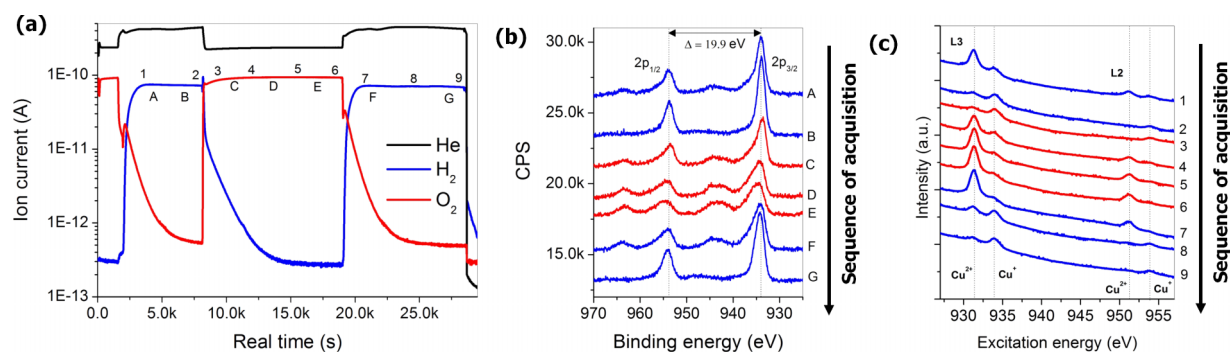 (a)
1E-10
1E-11
1E-12
1E-13
Ion current (A)
1 2 3 4 5 6 7 8 9
A B C D E F G
He
H2
O2
0.0 5.0k 10.0k 15.0k 20.0k 25.0k
Real time (s)
(b)
30.0k
25.0k
20.0k
15.0k
CPS
Δ = 19.9 eV
2p1/2
2p3/2
A
B
C
D
E
F
G
970 960 950 940 930
Binding energy (eV)
Sequence of acquisition
(c)
L3
L2
Intensity (a.u.)
1
2
3
4
5
6
7
8
9
Cu2+ Cu+ Cu2+ Cu+
930 935 940 945 950 955
Excitation energy (eV)
Sequence of acquisition